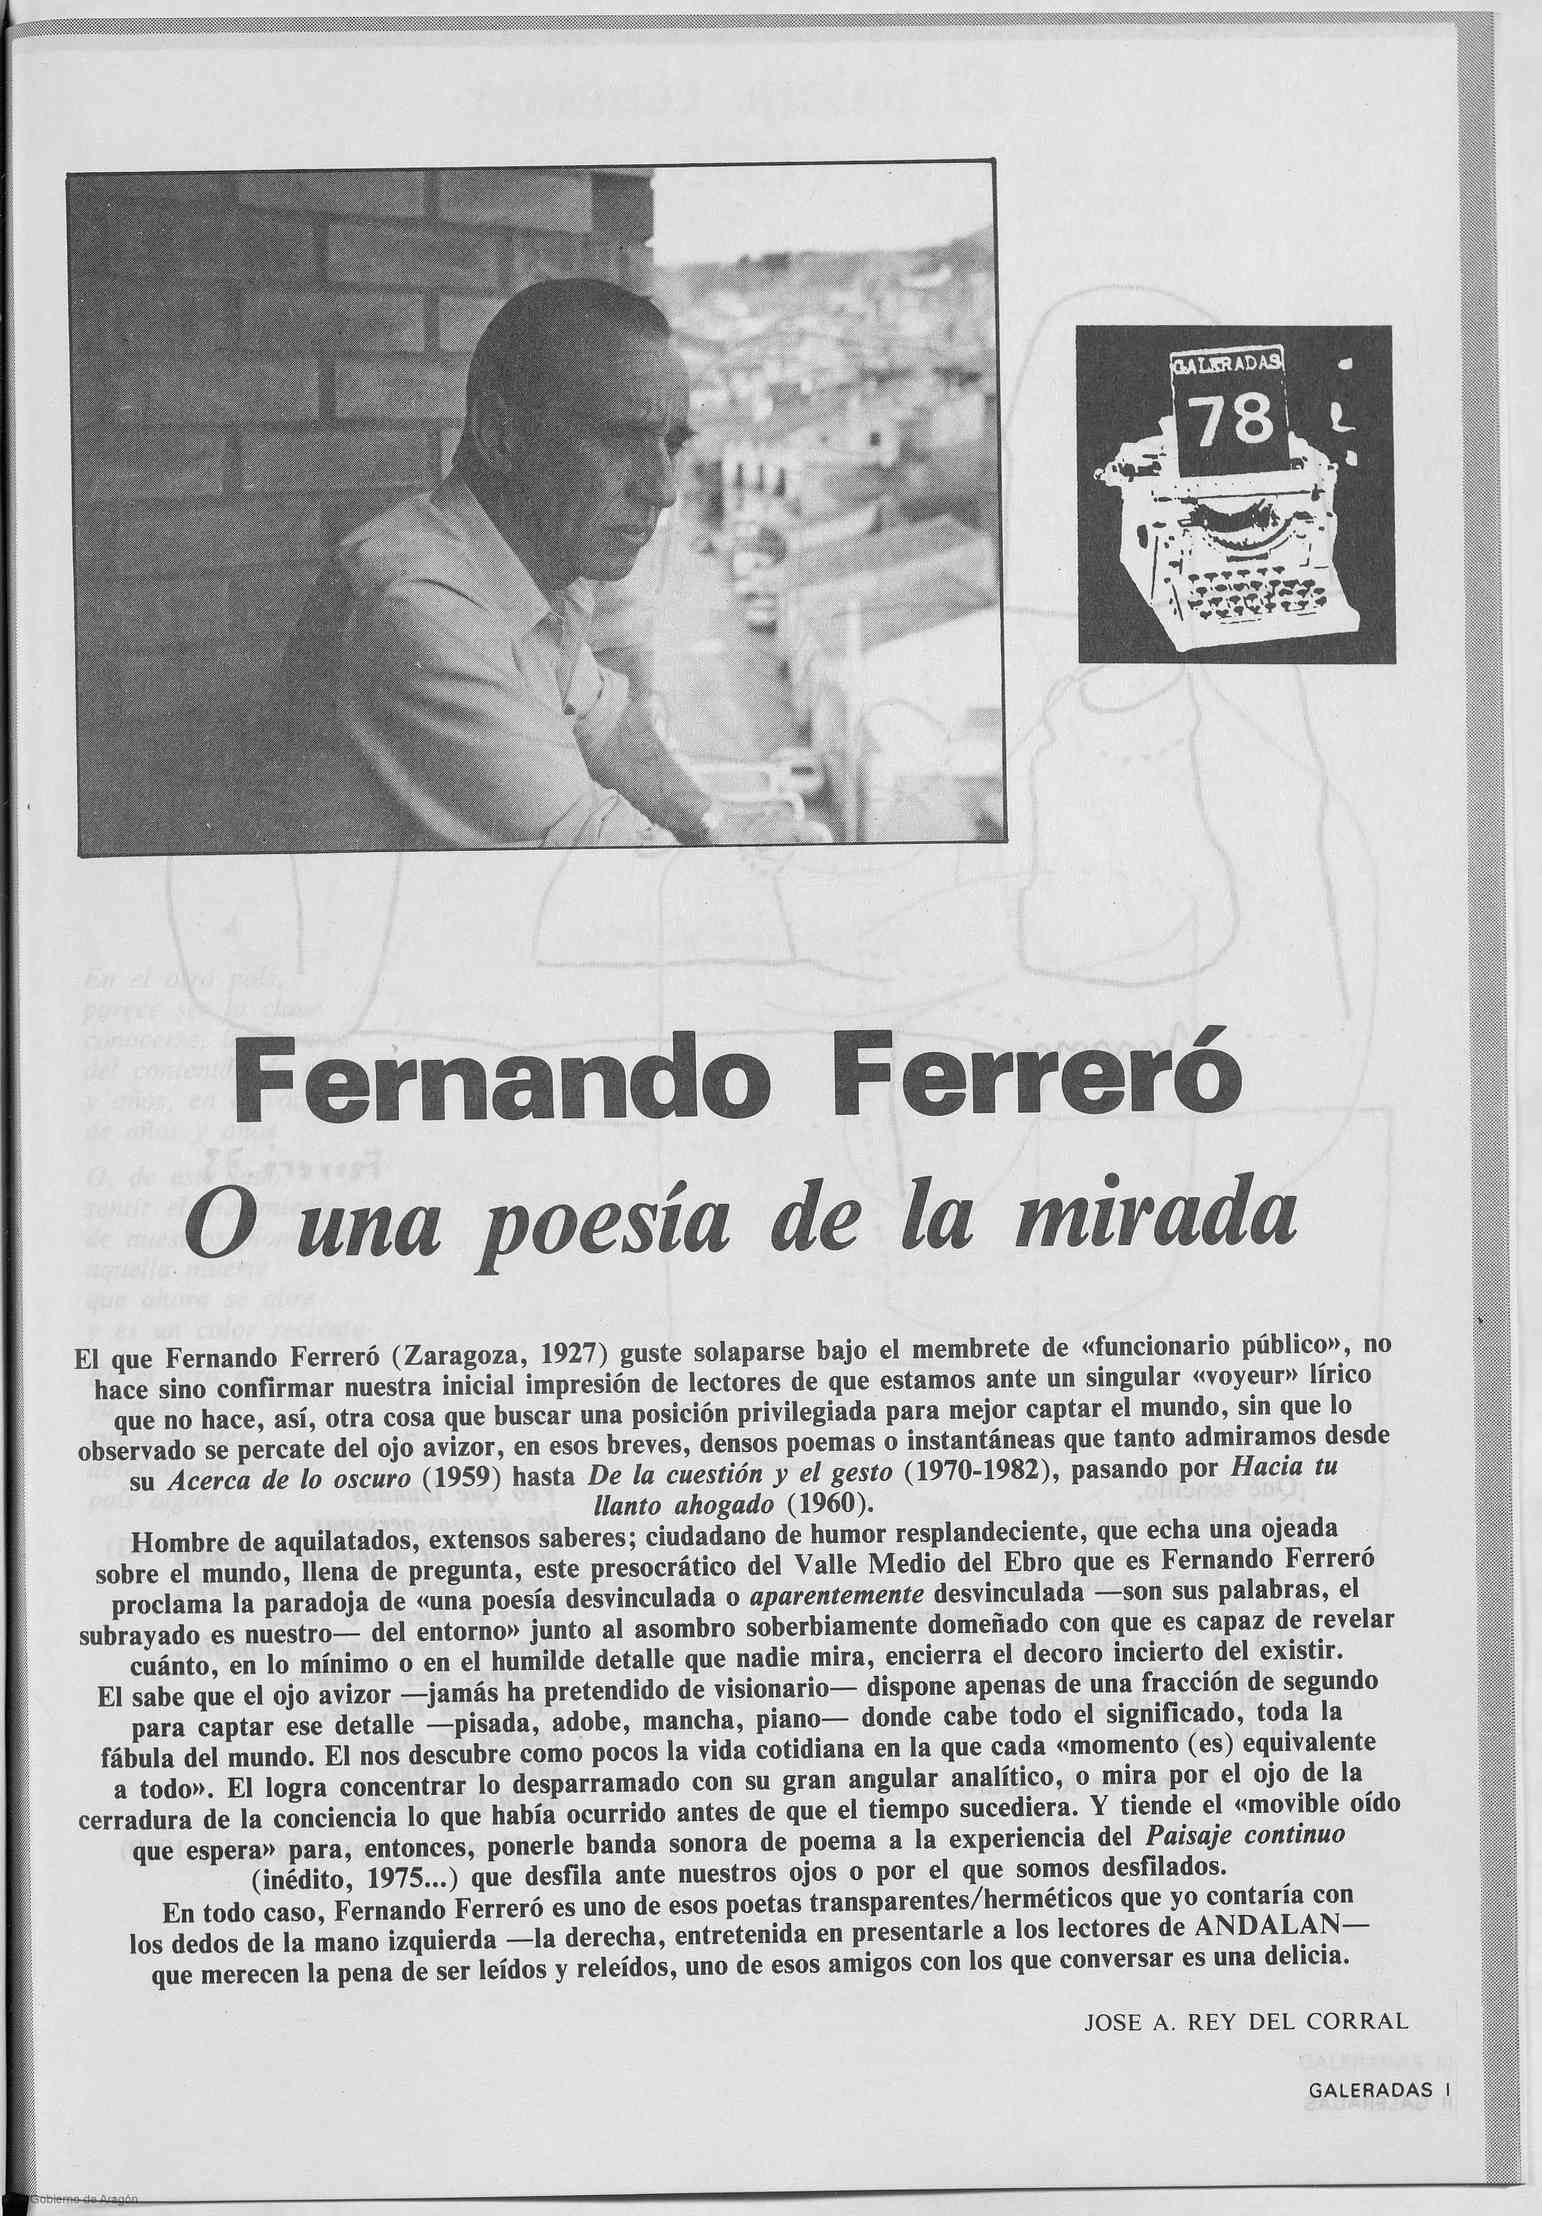 GALERADAS
78
Fernando Ferreró
O una poesía de la mirada
El que Fernando Ferreró (Zaragoza, 1927) guste solaparse bajo el membrete de «funcionario público», no
hace sino confirmar nuestra inicial impresión de lectores de que estamos ante un singular «voyeur» lírico
que no hace, así, otra cosa que buscar una posición privilegiada para mejor captar el mundo, sin que lo
observado se percate del ojo avizor, en esos breves, densos poemas o instantáneas que tanto admiramos desde
su Acerca de lo oscuro (1959) hasta De la cuestión y el gesto (1970-1982), pasando por Hacia tu
llanto ahogado (1960).
Hombre de aquilatados, extensos saberes; ciudadano de humor resplandeciente, que echa una ojeada
sobre el mundo, llena de pregunta, este presocrático del Valle Medio del Ebro que es Fernando Ferreró
proclama la paradoja de «una poesía desvinculada o aparentemente desvinculada —son sus palabras, el
subrayado es nuestro— del entorno» junto al asombro soberbiamente domeñado con que es capaz de revelar
cuánto, en lo mínimo o en el humilde detalle que nadie mira, encierra el decoro incierto del existir.
El sabe que el ojo avizor —jamás ha pretendido de visionario— dispone apenas de una fracción de segundo
para captar ese detalle —pisada, adobe, mancha, piano— donde cabe todo el significado, toda la
fábula del mundo. El nos descubre como pocos la vida cotidiana en la que cada «momento (es) equivalente
a todo». El logra concentrar lo desparramado con su gran angular analítico, o mira por el ojo de la
cerradura de la conciencia lo que había ocurrido antes de que el tiempo sucediera. Y tiende el «movible oído
que espera» para, entonces, ponerle banda sonora de poema a la experiencia del Paisaje continuo
(inédito, 1975...) que desfila ante nuestros ojos o por el que somos desfilados.
En todo caso, Fernando Ferreró es uno de esos poetas transparentes/herméticos que yo contaría con
los dedos de la mano izquierda —la derecha, entretenida en presentarle a los lectores de ANDALAN—
que merecen la pena de ser leídos y releídos, uno de esos amigos con los que conversar es una delicia.
JOSE A. REY DEL CORRAL
GALERADAS I
Gobierno de Aragón